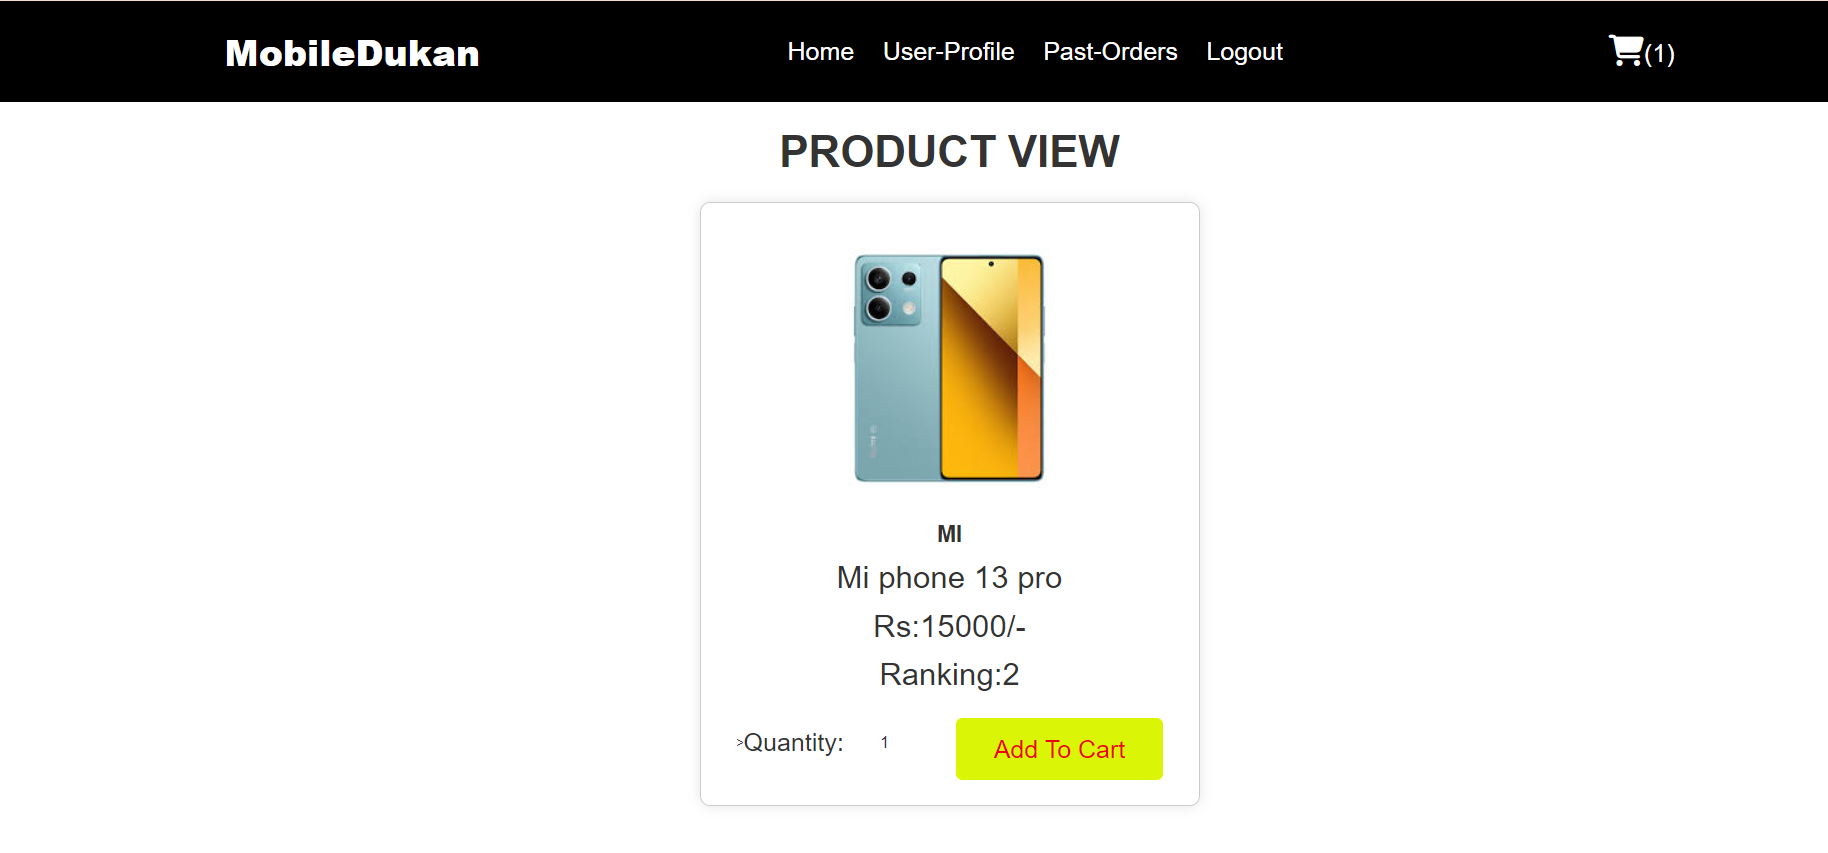 MobileDukan Home User-Profile Past-Orders Logout (1)
PRODUCT VIEW
MI
Mi phone 13 pro
Rs:15000/-
Ranking:2
>Quantity: 1 Add To Cart